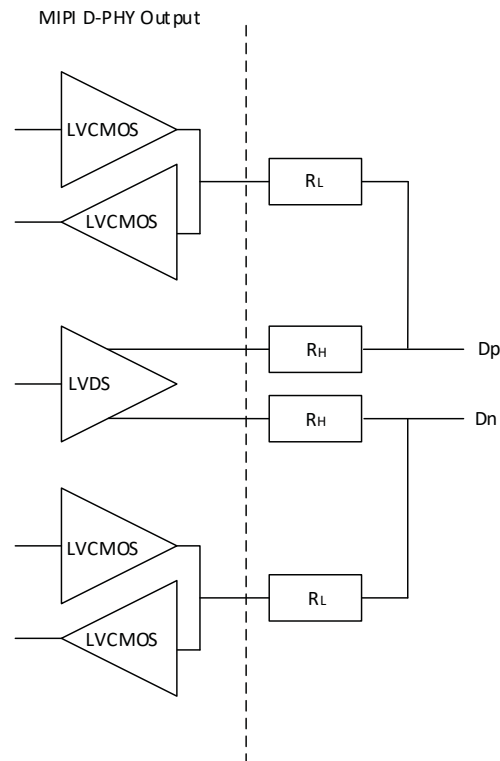 MIPI D-PHY Output
LVCMOS
RL
LVCMOS
RH
Dp
LVDS
RH
Dn
LVCMOS
RL
LVCMOS